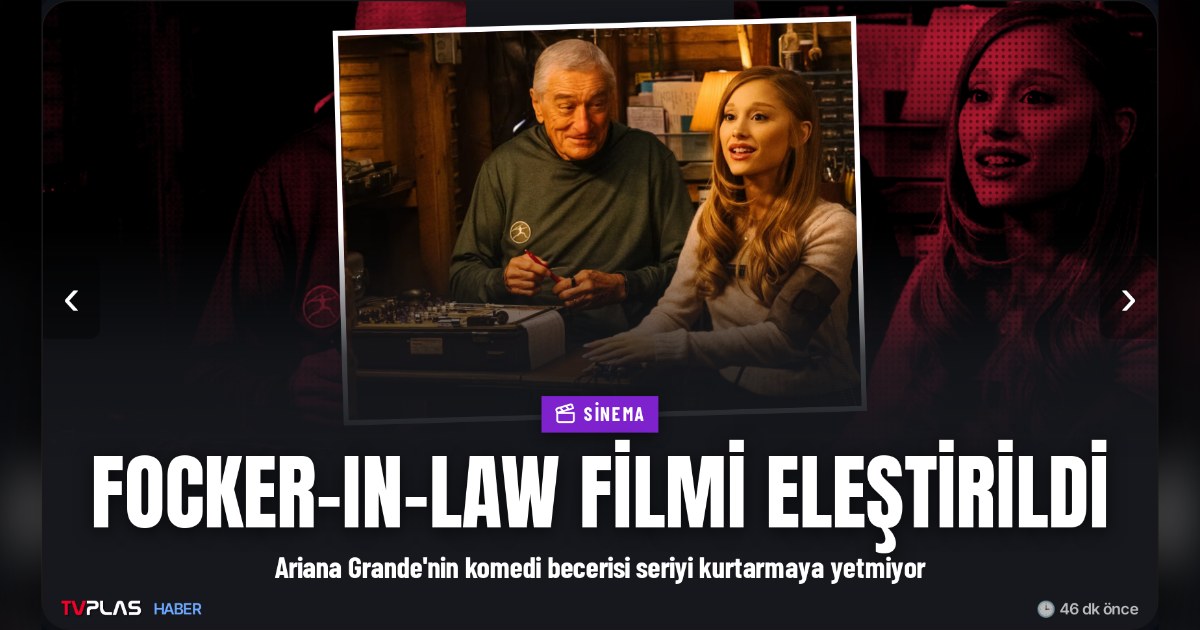 SİNEMA
FOCKER-IN-LAW FİLMİ ELEŞTİRİLDİ
Ariana Grande'nin komedi becerisi seriyi kurtarmaya yetmiyor
TVPLAS HABER
46 dk önce